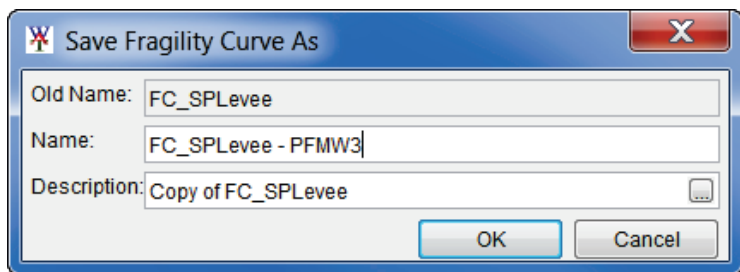 Save Fragility Curve As
Old Name: FC_SPLevee
Name: FC_SPLevee - PFMW3
Description: Copy of FC_SPLevee ...
OK Cancel